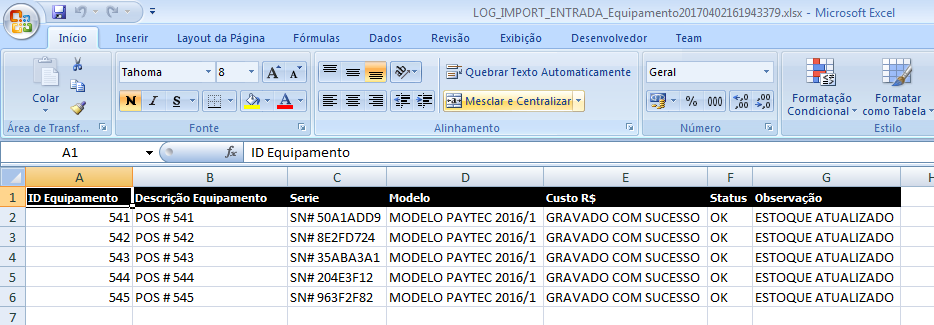 LOG_IMPORT_ENTRADA_Equipamento20170402161943379.xlsx - Microsoft Excel
Início Inserir Layout da Página Fórmulas Dados Revisão Exibição Desenvolvedor Team
Tahoma 8 A A Quebrar Texto Automaticamente Geral
Colar N I S A Mesclar e Centralizar % 000 ,0 ,00 ,00 ,0 Formatação Condicional Formatar como Tabela
Área de Transf... Fonte Alinhamento Número Estilo
A1 fx ID Equipamento
A B C D E F G H
1 ID Equipamento Descrição Equipamento Serie Modelo Custo R$ Status Observação
2 541 POS # 541 SN# 50A1ADD9 MODELO PAYTEC 2016/1 GRAVADO COM SUCESSO OK ESTOQUE ATUALIZADO
3 542 POS # 542 SN# 8E2FD724 MODELO PAYTEC 2016/1 GRAVADO COM SUCESSO OK ESTOQUE ATUALIZADO
4 543 POS # 543 SN# 35ABA3A1 MODELO PAYTEC 2016/1 GRAVADO COM SUCESSO OK ESTOQUE ATUALIZADO
5 544 POS # 544 SN# 204E3F12 MODELO PAYTEC 2016/1 GRAVADO COM SUCESSO OK ESTOQUE ATUALIZADO
6 545 POS # 545 SN# 963F2F82 MODELO PAYTEC 2016/1 GRAVADO COM SUCESSO OK ESTOQUE ATUALIZADO
7